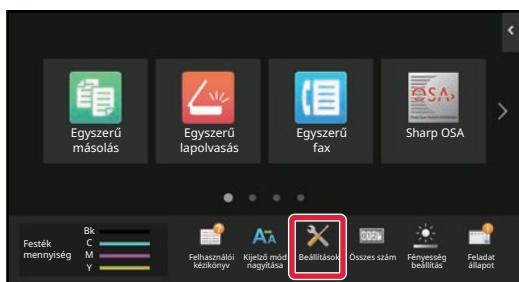 Egyszerű
másolás
Egyszerű
lapolvasás
Egyszerű
fax
Sharp OSA
Festék
mennyiség
Bk
C
M
Y
Felhasználói
kézikönyv
Kijelző mód
nagyítása
Beállítások
Összes szám
Fényesség
beállítás
Feladat
állapot